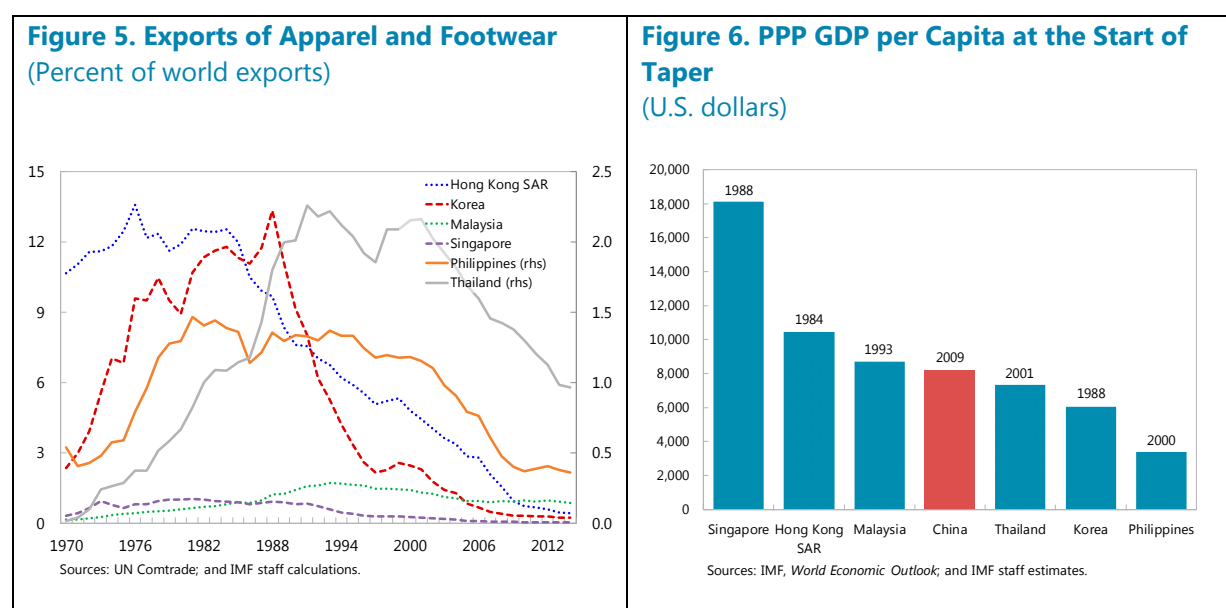 Figure 5. Exports of Apparel and Footwear
(Percent of world exports)
15
12
9
6
3
0
2.5
2.0
1.5
1.0
0.5
0.0
Hong Kong SAR
Korea
Malaysia
Singapore
Philippines (rhs)
Thailand (rhs)
1970 1976 1982 1988 1994 2000 2006 2012
Sources: UN Comtrade; and IMF staff calculations.
Figure 6. PPP GDP per Capita at the Start of
Taper
(U.S. dollars)
20,000
18,000
16,000
14,000
12,000
10,000
8,000
6,000
4,000
2,000
0
1988
1984
1993
2009
2001
1988
2000
Singapore Hong Kong Malaysia China Thailand Korea Philippines
SAR
Sources: IMF, World Economic Outlook; and IMF staff estimates.